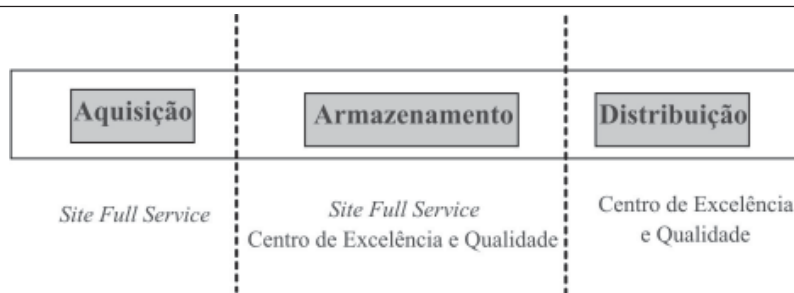 Aquisição
Armazenamento
Distribuição
Site Full Service
Site Full Service
Centro de Excelência e Qualidade
Centro de Excelência
e Qualidade